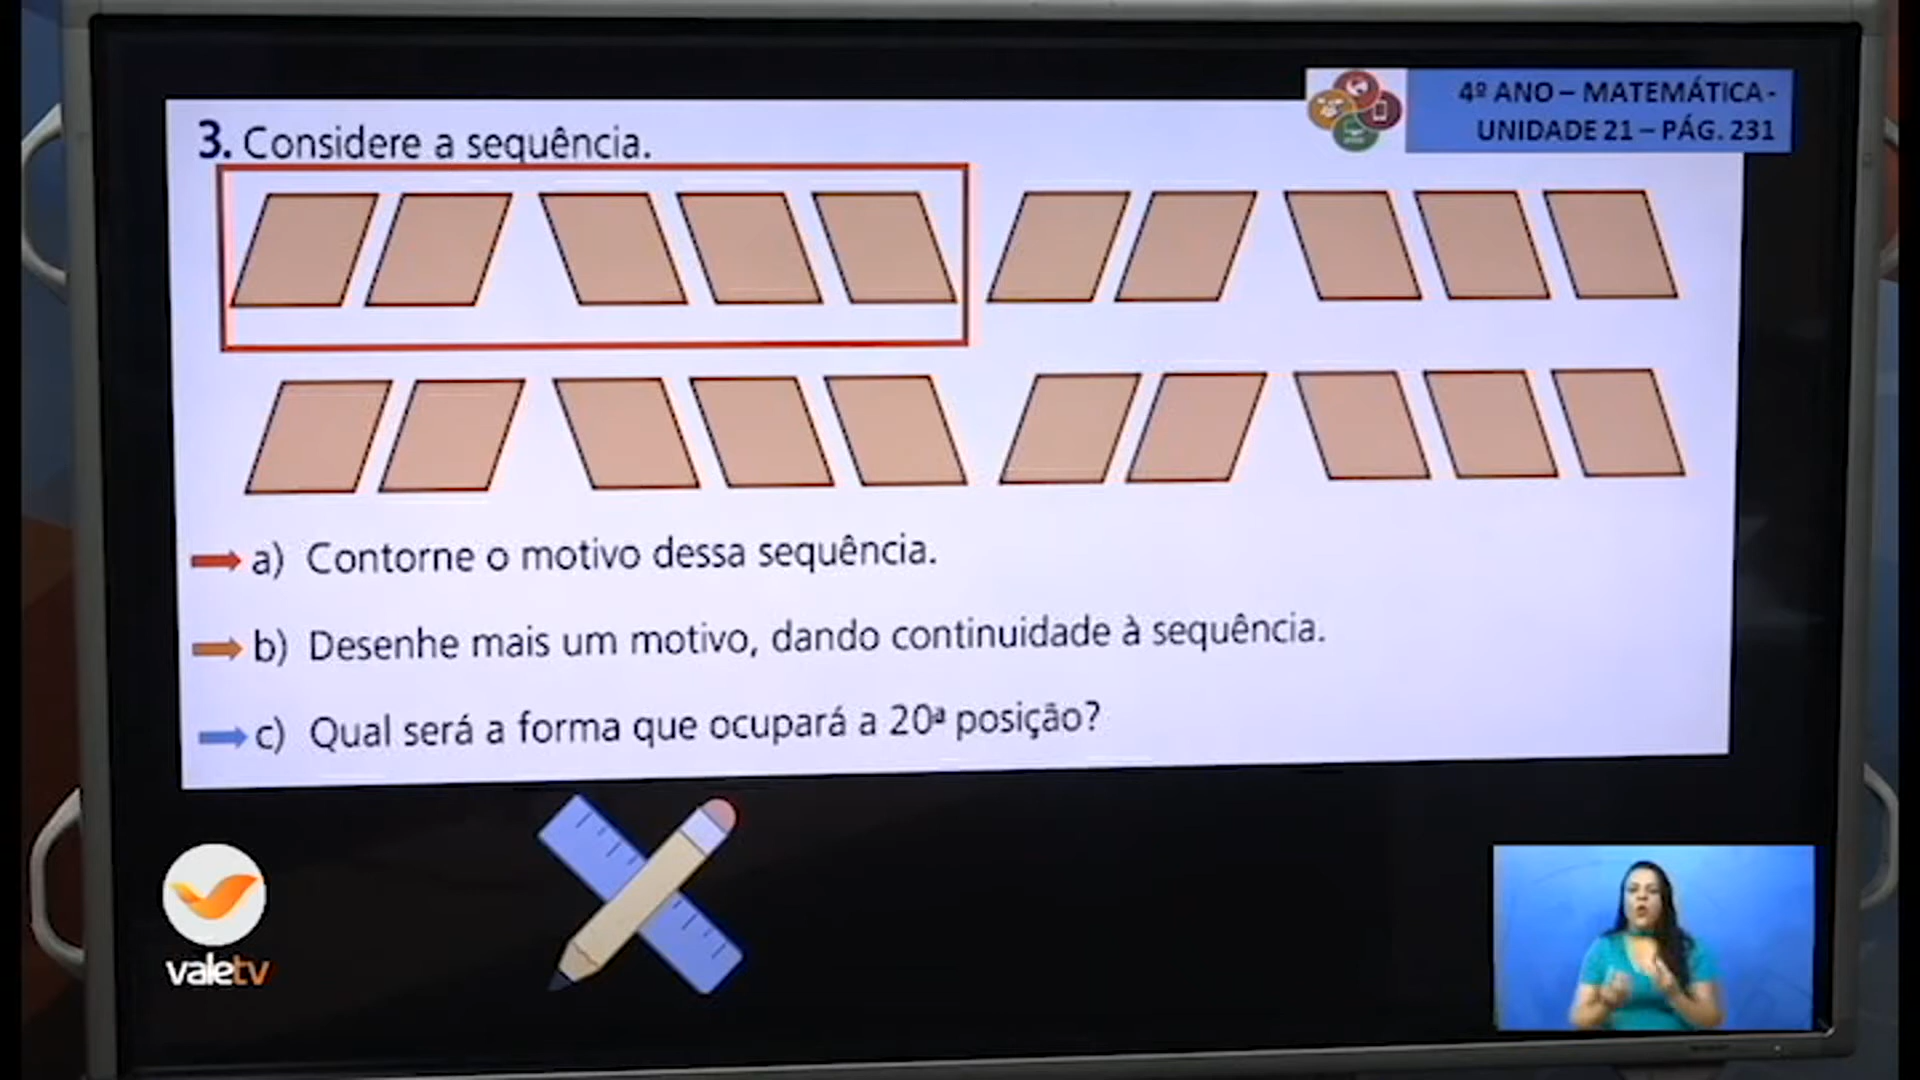 4º ANO – MATEMÁTICA -
UNIDADE 21 – PÁG. 231
3. Considere a sequência.
a) Contorne o motivo dessa sequência.
b) Desenhe mais um motivo, dando continuidade à sequência.
c) Qual será a forma que ocupará a 20ª posição?
valetv